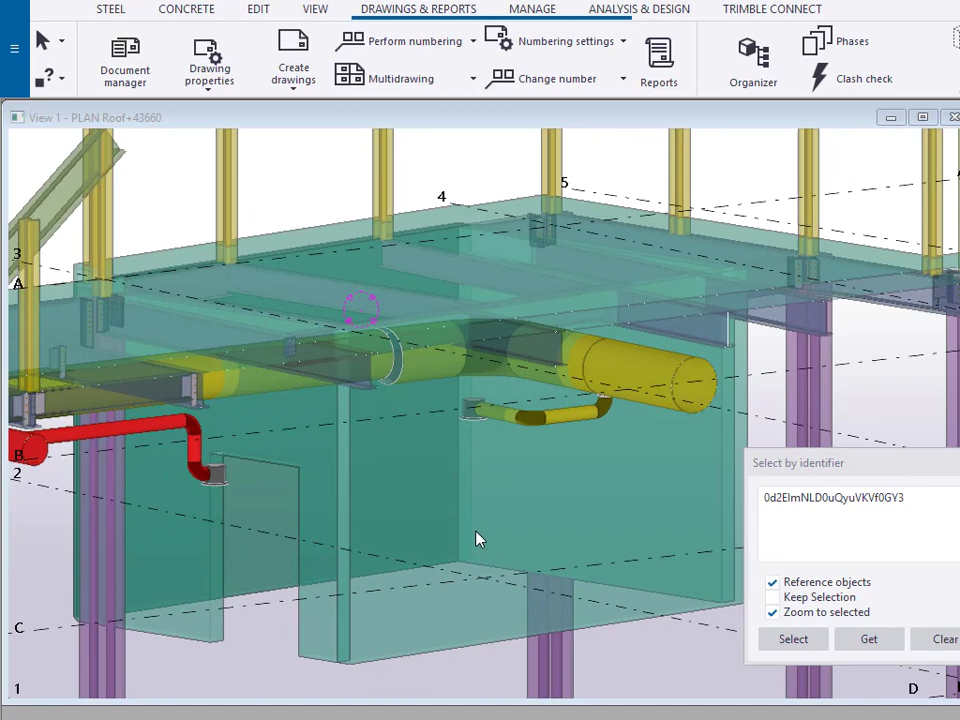 STEEL CONCRETE EDIT VIEW DRAWINGS & REPORTS MANAGE ANALYSIS & DESIGN TRIMBLE CONNECT
Document manager
Drawing properties
Create drawings
Perform numbering
Multidrawing
Numbering settings
Change number
Reports
Organizer
Phases
Clash check
View 1 - PLAN Roof+43660
5
4
3
A
B
2
C
1
D
Select by identifier
0d2ElmNLD0uQyuVKVf0GY3
Reference objects
Keep Selection
Zoom to selected
Select Get Clear